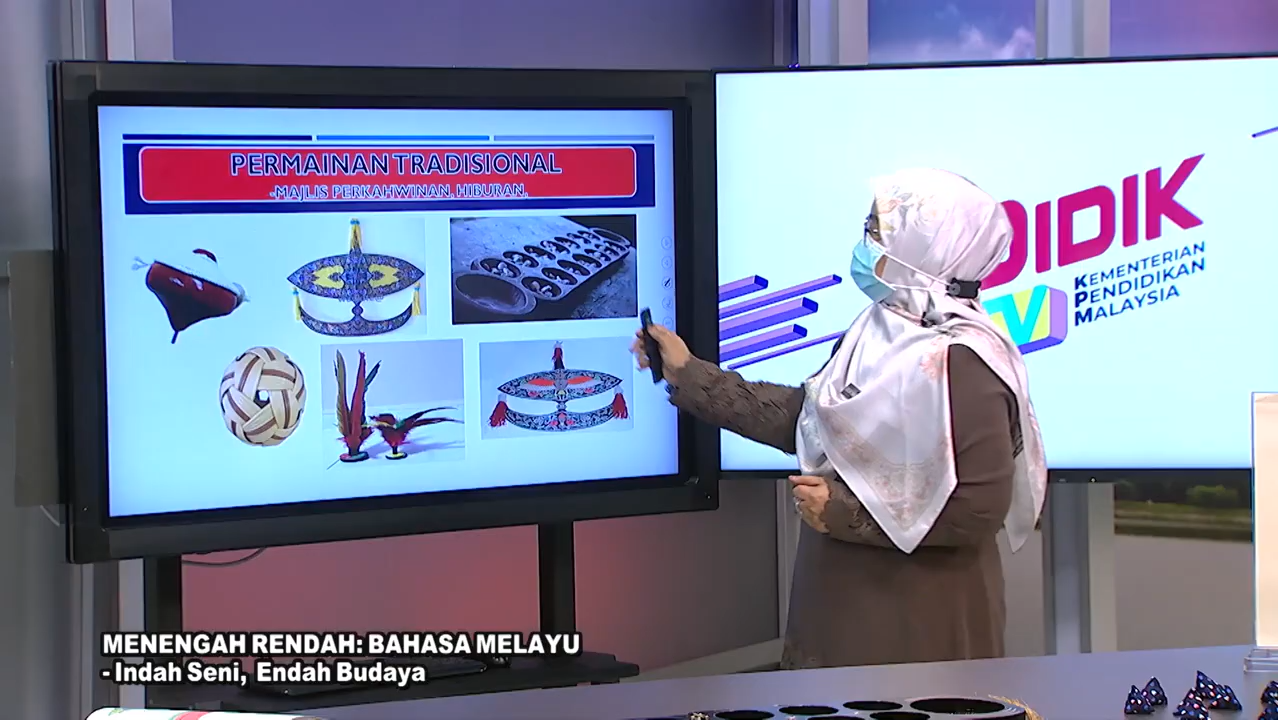 PERMAINAN TRADISIONAL
-MAJLIS PERKAHWINAN, HIBURAN,
DIDIK
TV
KEMENTERIAN
PENDIDIKAN
MALAYSIA
MENENGAH RENDAH: BAHASA MELAYU
- Indah Seni, Endah Budaya